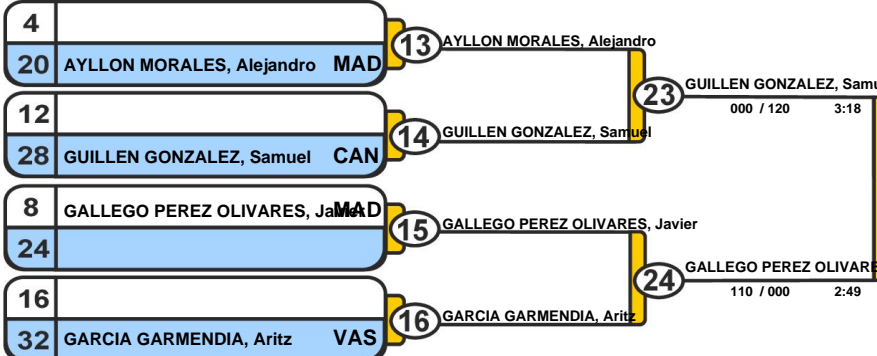 4
20 AYLLON MORALES, Alejandro MAD
13 AYLLON MORALES, Alejandro
12
28 GUILLEN GONZALEZ, Samuel CAN
14 GUILLEN GONZALEZ, Samuel
23 GUILLEN GONZALEZ, Samu
000 / 120 3:18
8 GALLEGO PEREZ OLIVARES, Javier MAD
24
15 GALLEGO PEREZ OLIVARES, Javier
16
32 GARCIA GARMENDIA, Aritz VAS
16 GARCIA GARMENDIA, Aritz
24 GALLEGO PEREZ OLIVARE
110 / 000 2:49